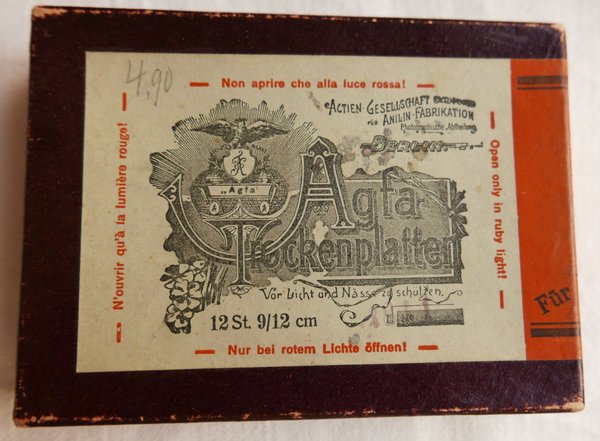 4,90
Non aprire che alla luce rossa!
ACTIEN-GESELLSCHAFT
FÜR ANILIN-FABRIKATION
Photographische Abtheilung.
BERLIN
N'ouvrir qu'à la lumière rouge!
Open only in ruby light!
„Agfa"
Agfa
Trockenplatten
Vor Licht und Nässe zu schützen.
12 St. 9/12 cm
Nur bei rotem Lichte öffnen!
Für